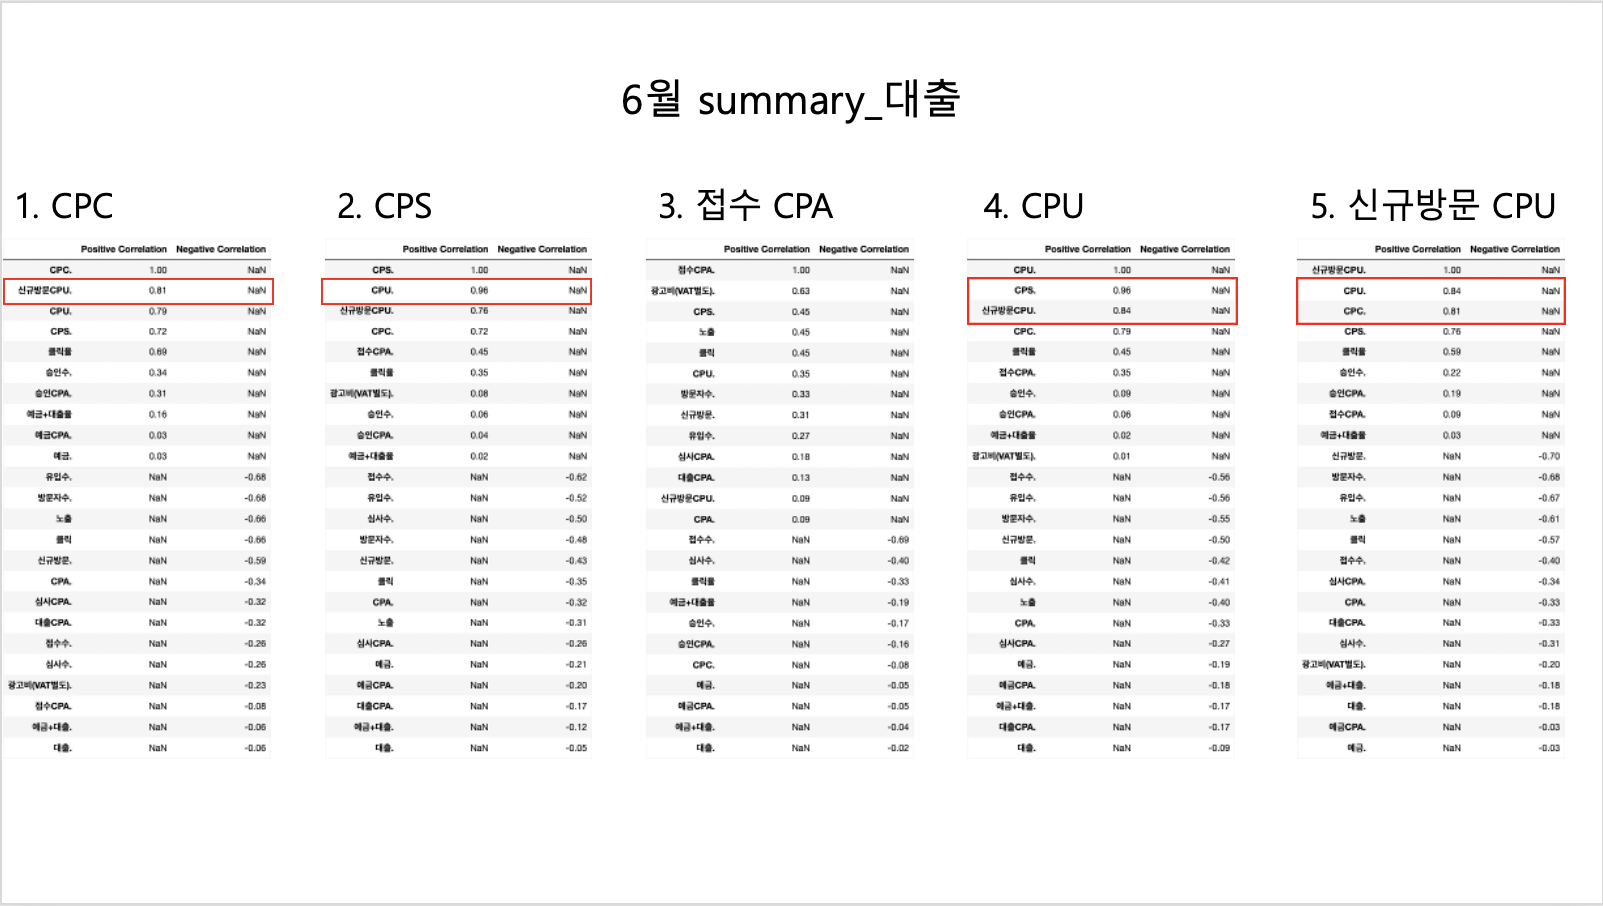 6월 summary_대출
1. CPC
Positive Correlation Negative Correlation
CPC. 1.00 NaN
신규방문CPU. 0.81 NaN
CPU. 0.79 NaN
CPS. 0.72 NaN
클릭율 0.69 NaN
승인수. 0.34 NaN
승인CPA. 0.31 NaN
예금+대출율 0.16 NaN
예금CPA. 0.03 NaN
예금. 0.03 NaN
유입수. NaN -0.68
방문자수. NaN -0.68
노출 NaN -0.66
클릭 NaN -0.66
신규방문. NaN -0.59
CPA. NaN -0.34
심사CPA. NaN -0.32
대출CPA. NaN -0.32
접수수. NaN -0.26
심사수. NaN -0.26
광고비(VAT별도). NaN -0.23
접수CPA. NaN -0.08
예금+대출. NaN -0.06
대출. NaN -0.06
2. CPS
Positive Correlation Negative Correlation
CPS. 1.00 NaN
CPU. 0.96 NaN
신규방문CPU. 0.76 NaN
CPC. 0.72 NaN
접수CPA. 0.45 NaN
클릭율 0.35 NaN
광고비(VAT별도). 0.08 NaN
승인수. 0.06 NaN
승인CPA. 0.04 NaN
예금+대출율 0.02 NaN
접수수. NaN -0.62
유입수. NaN -0.52
심사수. NaN -0.50
방문자수. NaN -0.48
신규방문. NaN -0.43
클릭 NaN -0.35
CPA. NaN -0.32
노출 NaN -0.31
심사CPA. NaN -0.26
예금. NaN -0.21
예금CPA. NaN -0.20
대출CPA. NaN -0.17
예금+대출. NaN -0.12
대출. NaN -0.05
3. 접수 CPA
Positive Correlation Negative Correlation
접수CPA. 1.00 NaN
광고비(VAT별도). 0.63 NaN
CPS. 0.45 NaN
노출 0.45 NaN
클릭 0.45 NaN
CPU. 0.35 NaN
방문자수. 0.33 NaN
신규방문. 0.31 NaN
유입수. 0.27 NaN
심사CPA. 0.18 NaN
대출CPA. 0.13 NaN
신규방문CPU. 0.09 NaN
CPA. 0.09 NaN
접수수. NaN -0.69
심사수. NaN -0.40
클릭율 NaN -0.33
예금+대출율 NaN -0.19
승인수. NaN -0.17
승인CPA. NaN -0.16
CPC. NaN -0.08
예금. NaN -0.05
예금CPA. NaN -0.05
예금+대출. NaN -0.04
대출. NaN -0.02
4. CPU
Positive Correlation Negative Correlation
CPU. 1.00 NaN
CPS. 0.96 NaN
신규방문CPU. 0.84 NaN
CPC. 0.79 NaN
클릭율 0.45 NaN
접수CPA. 0.35 NaN
승인수. 0.09 NaN
승인CPA. 0.06 NaN
예금+대출율 0.02 NaN
광고비(VAT별도). 0.01 NaN
접수수. NaN -0.56
유입수. NaN -0.56
방문자수. NaN -0.55
신규방문. NaN -0.50
클릭 NaN -0.42
심사수. NaN -0.41
노출 NaN -0.40
CPA. NaN -0.33
심사CPA. NaN -0.27
예금. NaN -0.19
예금CPA. NaN -0.18
예금+대출. NaN -0.17
대출CPA. NaN -0.17
대출. NaN -0.09
5. 신규방문 CPU
Positive Correlation Negative Correlation
신규방문CPU. 1.00 NaN
CPU. 0.84 NaN
CPC. 0.81 NaN
CPS. 0.76 NaN
클릭율 0.59 NaN
승인수. 0.22 NaN
승인CPA. 0.19 NaN
접수CPA. 0.09 NaN
예금+대출율 0.03 NaN
신규방문. NaN -0.70
방문자수. NaN -0.68
유입수. NaN -0.67
노출 NaN -0.61
클릭 NaN -0.57
접수수. NaN -0.40
심사CPA. NaN -0.34
CPA. NaN -0.33
대출CPA. NaN -0.33
심사수. NaN -0.31
광고비(VAT별도). NaN -0.20
예금+대출. NaN -0.18
대출. NaN -0.18
예금CPA. NaN -0.03
예금. NaN -0.03